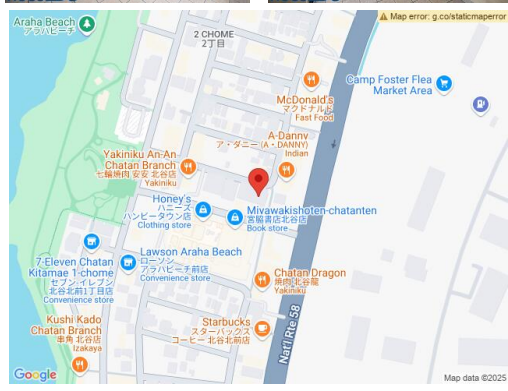 Map error: g.co/staticmaperror
Araha Beach
アラハビーチ
2 CHOME
2丁目
McDonald's
マクドナルド
Fast Food
Camp Foster Flea
Market Area
A-Danny
ア・ダニー (A・DANNY)
Indian
Yakiniku An-An
Chatan Branch
七輪焼肉 安安 北谷店
Yakiniku
Honey's
ハニーズ
ハンビータウン店
Clothing store
Miyawakishoten-chatanten
宮脇書店北谷店
Book store
7-Eleven Chatan
Kitamae 1-chome
セブン-イレブン
北谷北前1丁目店
Convenience store
Lawson Araha Beach
ローソン
アラハビーチ前店
Convenience store
Chatan Dragon
焼肉 北谷龍
Yakiniku
Kushi Kado
Chatan Branch
串角 北谷店
Izakaya
Starbucks
スターバックス
コーヒー 北谷北前店
Nat'l Rte 58
Google
Map data ©2025